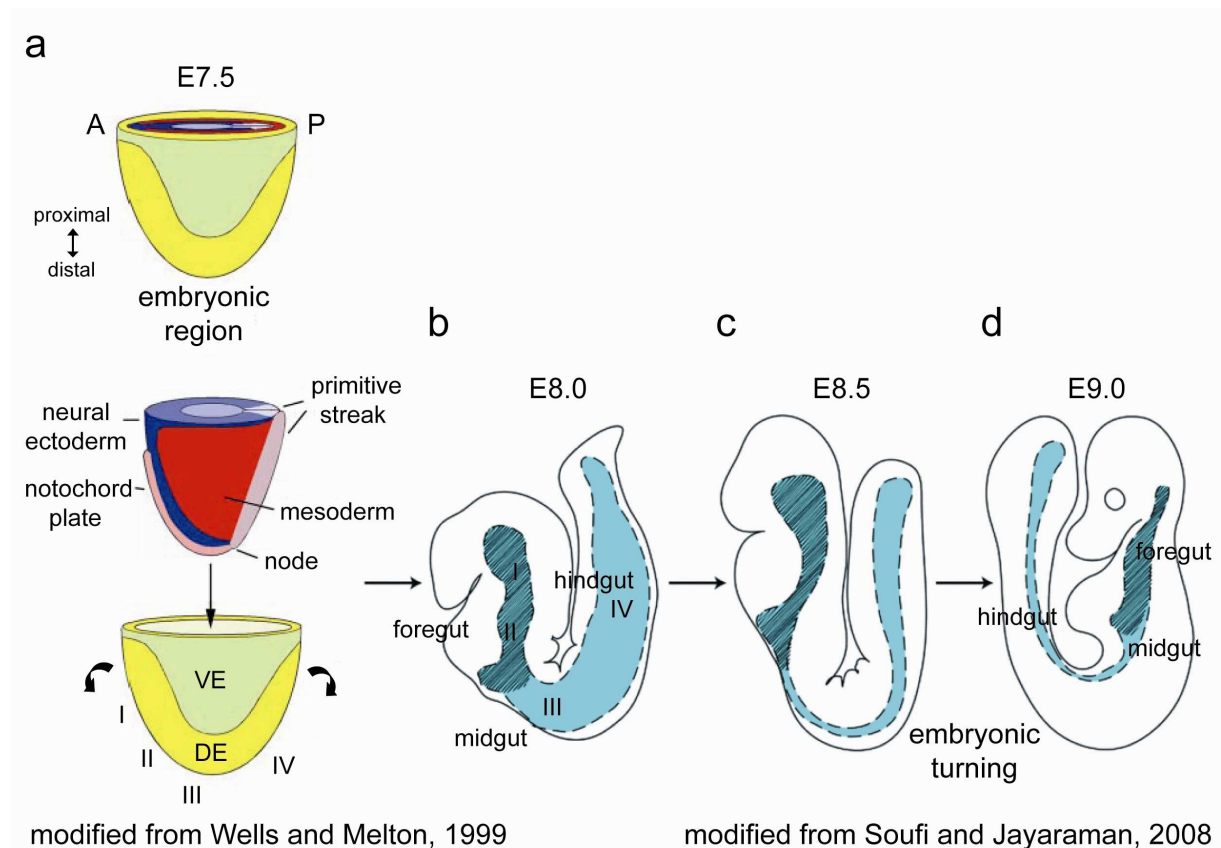 a
E7.5
A
P
proximal
distal
embryonic
region
neural
ectoderm
primitive
streak
notochord
plate
mesoderm
node
VE
DE
I
II
III
IV
modified from Wells and Melton, 1999
b
E8.0
I
II
III
hindgut
IV
foregut
midgut
c
E8.5
embryonic
turning
d
E9.0
foregut
hindgut
midgut
modified from Soufi and Jayaraman, 2008